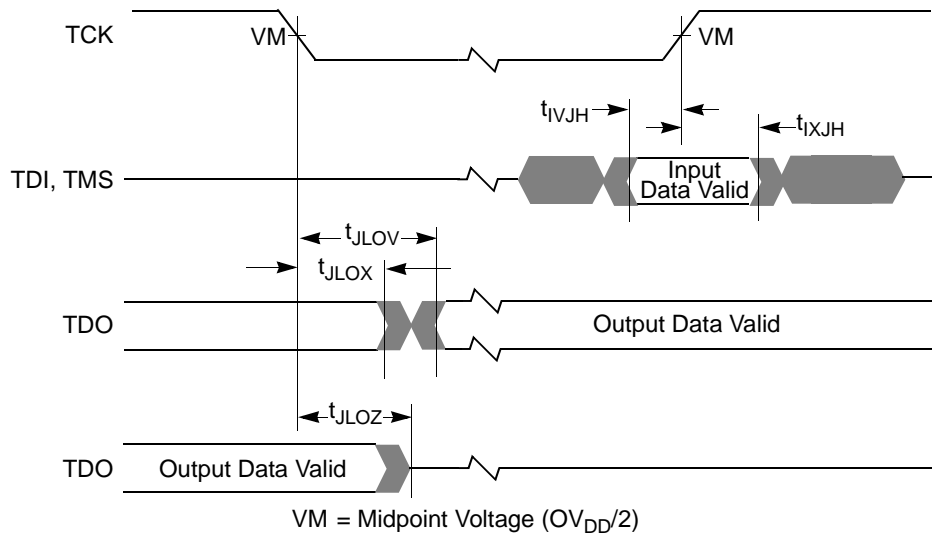 TCK
VM
VM
tIVJH
tIXJH
TDI, TMS
Input
Data Valid
tJLOV
tJLOX
TDO
Output Data Valid
tJLOZ
TDO
Output Data Valid
VM = Midpoint Voltage (OVDD/2)